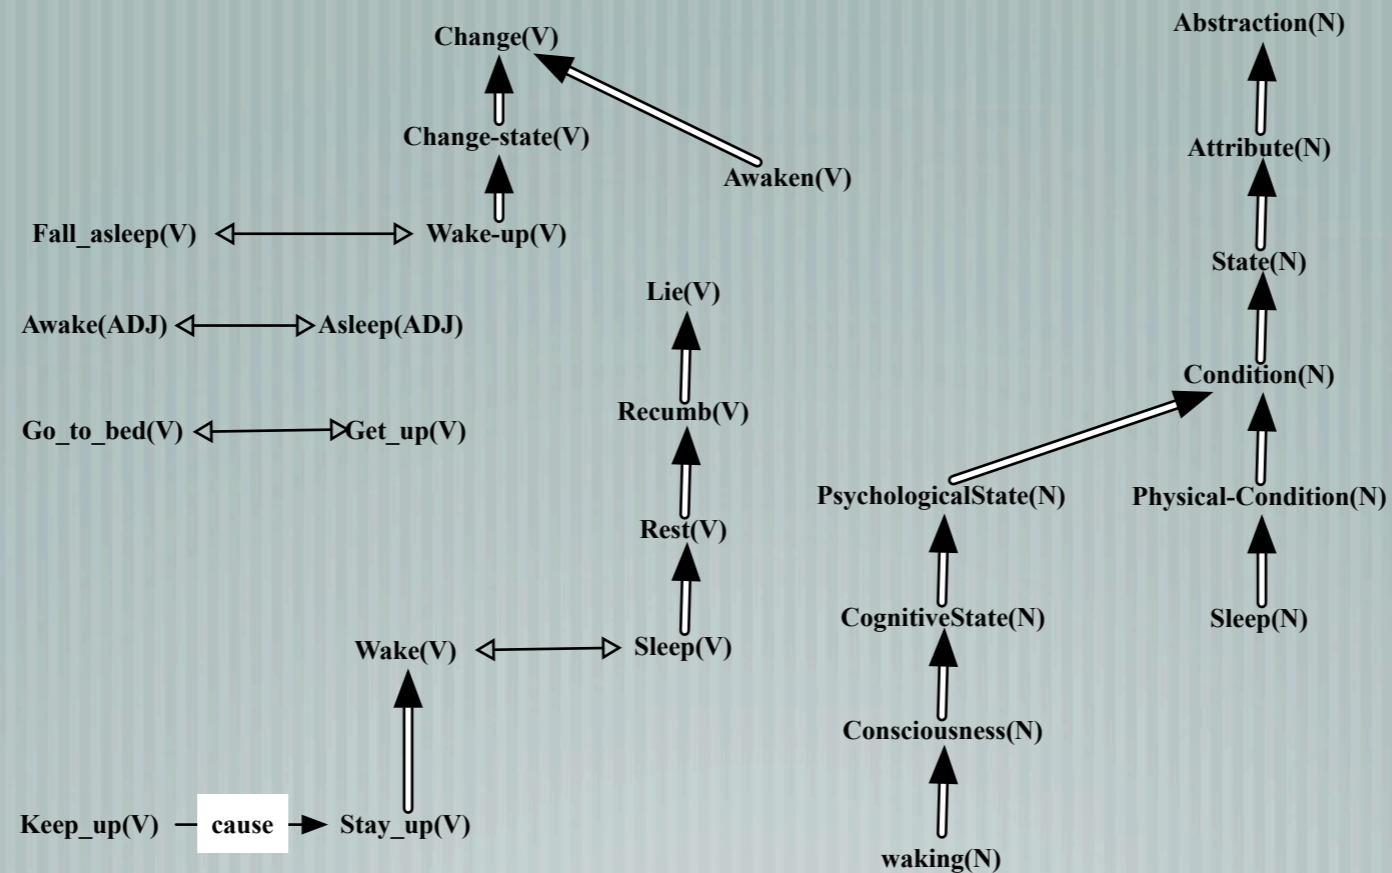 Abstraction(N)
Change(V)
Change-state(V)
Attribute(N)
Awaken(V)
Fall_asleep(V)
Wake-up(V)
State(N)
Lie(V)
Awake(ADJ)
Asleep(ADJ)
Condition(N)
Recumb(V)
Go_to_bed(V)
Get_up(V)
PsychologicalState(N)
Physical-Condition(N)
Rest(V)
CognitiveState(N)
Sleep(N)
Wake(V)
Sleep(V)
Consciousness(N)
Keep_up(V)
cause
Stay_up(V)
waking(N)